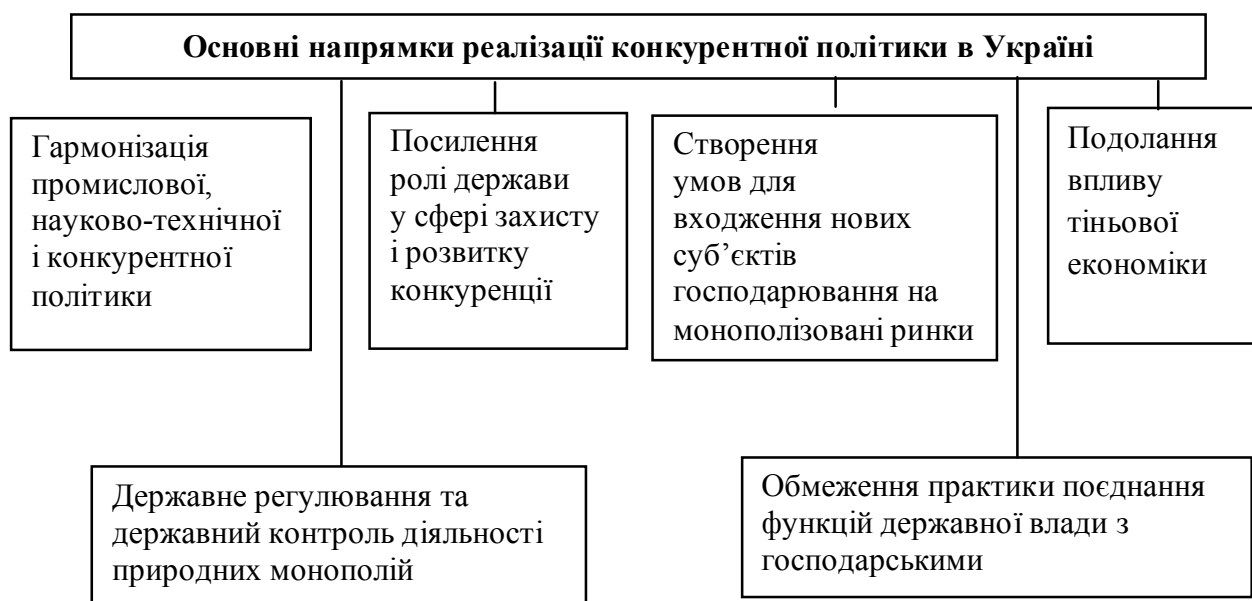 Основні напрямки реалізації конкурентної політики в Україні
Гармонізація
промислової,
науково-технічної
і конкурентної
політики
Посилення
ролі держави
у сфері захисту
і розвитку
конкуренції
Створення
умов для
входження нових
суб’єктів
господарювання на
монополізовані ринки
Подолання
впливу
тіньової
економіки
Державне регулювання та
державний контроль діяльності
природних монополій
Обмеження практики поєднання
функцій державної влади з
господарськими